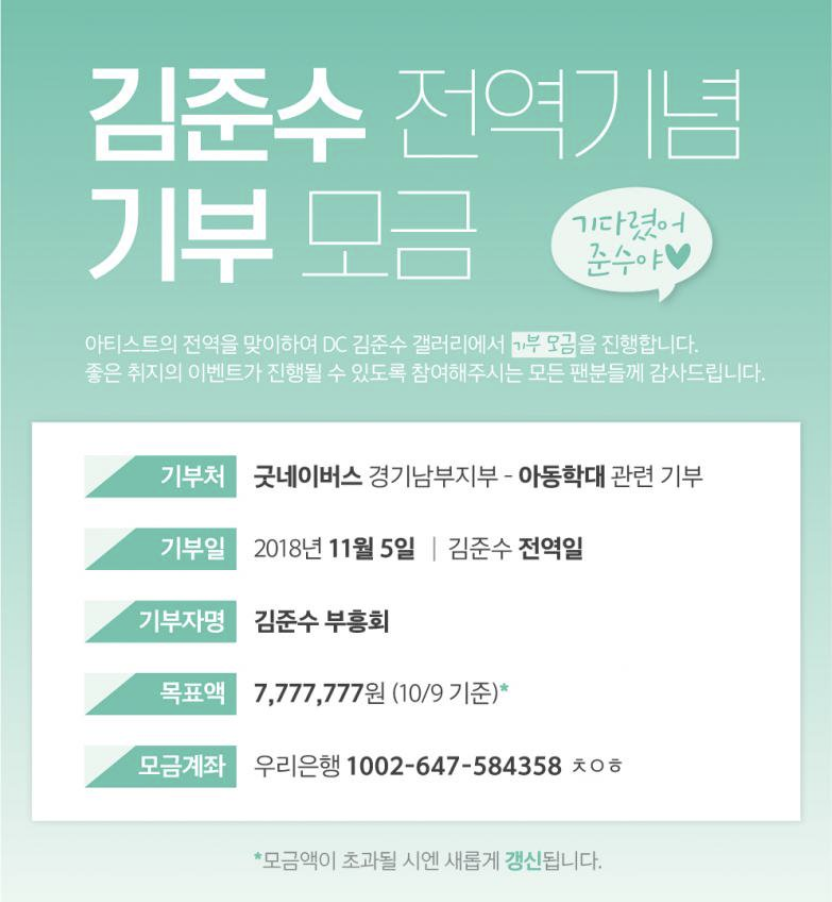 김준수 전역기념
기부 모금
기다렸어
준수야♥
아티스트의 전역을 맞이하여 DC 김준수 갤러리에서 기부 모금을 진행합니다.
좋은 취지의 이벤트가 진행될 수 있도록 참여해주시는 모든 팬분들께 감사드립니다.
기부처 굿네이버스 경기남부지부 - 아동학대 관련 기부
기부일 2018년 11월 5일 | 김준수 전역일
기부자명 김준수 부흥회
목표액 7,777,777원 (10/9 기준)*
모금계좌 우리은행 1002-647-584358 ㅊㅇㅎ
*모금액이 초과될 시엔 새롭게 갱신됩니다.